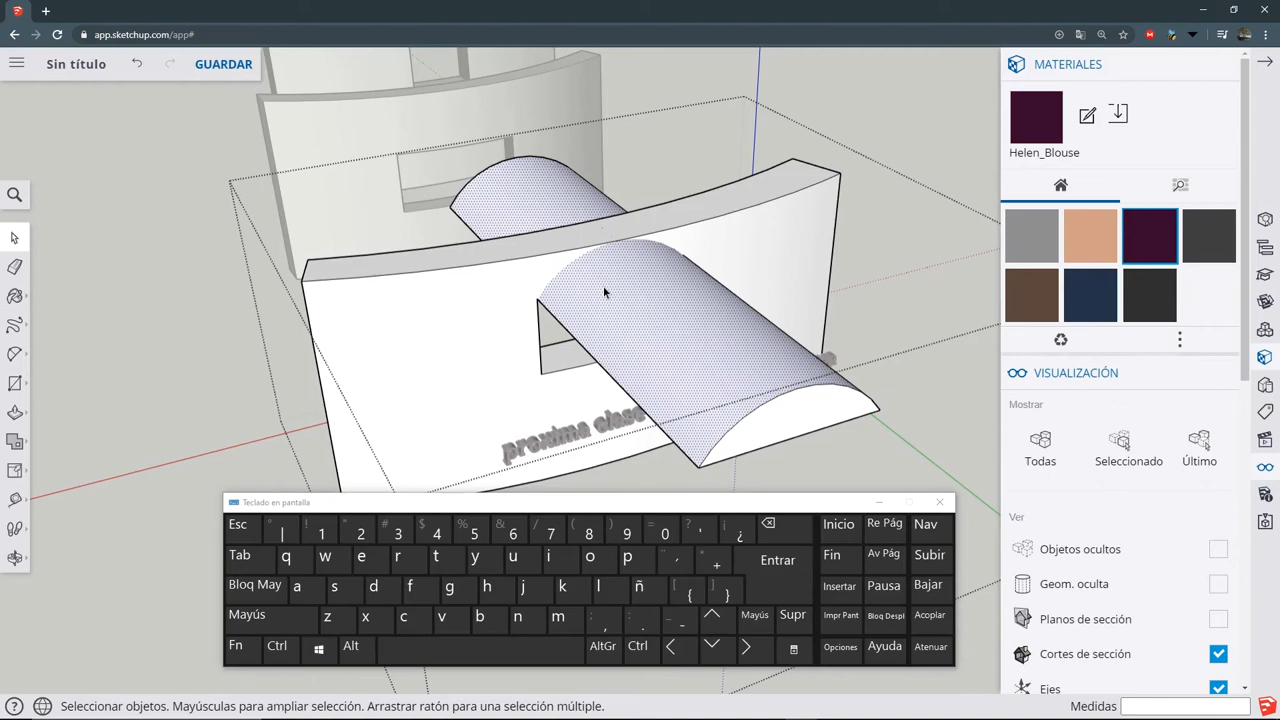 app.sketchup.com/app#
Sin título
GUARDAR
MATERIALES
Helen_Blouse
VISUALIZACIÓN
Mostrar
Todas
Seleccionado
Último
Ver
Objetos ocultos
Geom. oculta
Planos de sección
Cortes de sección
Ejes
proxima clase
Teclado en pantalla
Esc ° | ! 1 " 2 # 3 $ 4 % 5 & 6 / 7 ( 8 ) 9 = 0 ? ' ¡ ¿ Inicio Re Pág Nav
Tab q w e r t y u i o p ¨ ´ * + Entrar Fin Av Pág Subir
Bloq May a s d f g h j k l ñ [ { ] } Insertar Pausa Bajar
Mayús z x c v b n m ; , : . _ - Mayús Supr Impr Pant Bloq Despl Acoplar
Fn Ctrl Alt AltGr Ctrl Opciones Ayuda Atenuar
Seleccionar objetos. Mayúsculas para ampliar selección. Arrastrar ratón para una selección múltiple.
Medidas